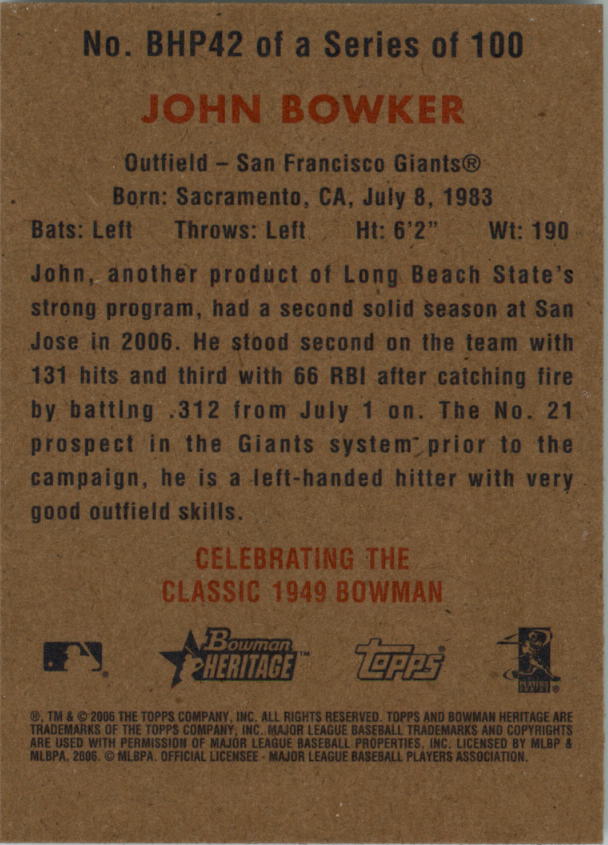 No. BHP42 of a Series of 100
JOHN BOWKER
Outfield – San Francisco Giants®
Born: Sacramento, CA, July 8, 1983
Bats: Left Throws: Left Ht: 6'2" Wt: 190
John, another product of Long Beach State's
strong program, had a second solid season at San
Jose in 2006. He stood second on the team with
131 hits and third with 66 RBI after catching fire
by batting .312 from July 1 on. The No. 21
prospect in the Giants system prior to the
campaign, he is a left-handed hitter with very
good outfield skills.
CELEBRATING THE
CLASSIC 1949 BOWMAN
Bowman
HERITAGE™
topps®
PLAYERS
CHOICE®
®, TM & © 2006 THE TOPPS COMPANY, INC. ALL RIGHTS RESERVED. TOPPS AND BOWMAN HERITAGE ARE
TRADEMARKS OF THE TOPPS COMPANY, INC. MAJOR LEAGUE BASEBALL TRADEMARKS AND COPYRIGHTS
ARE USED WITH PERMISSION OF MAJOR LEAGUE BASEBALL PROPERTIES, INC. LICENSED BY MLBP &
MLBPA, 2006. © MLBPA. OFFICIAL LICENSEE - MAJOR LEAGUE BASEBALL PLAYERS ASSOCIATION.